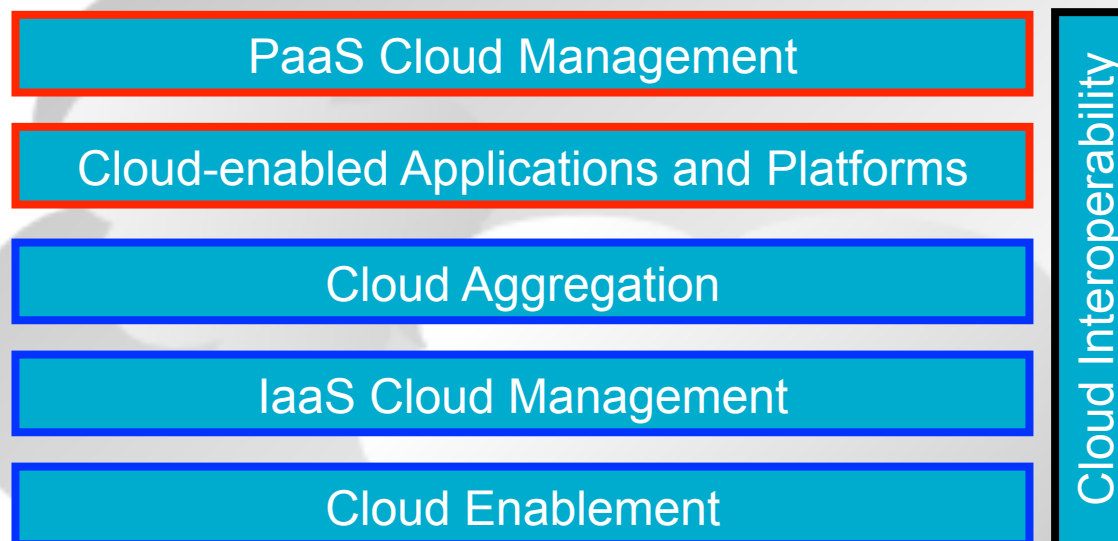 PaaS Cloud Management
Cloud-enabled Applications and Platforms
Cloud Aggregation
IaaS Cloud Management
Cloud Enablement
Cloud Interoperability